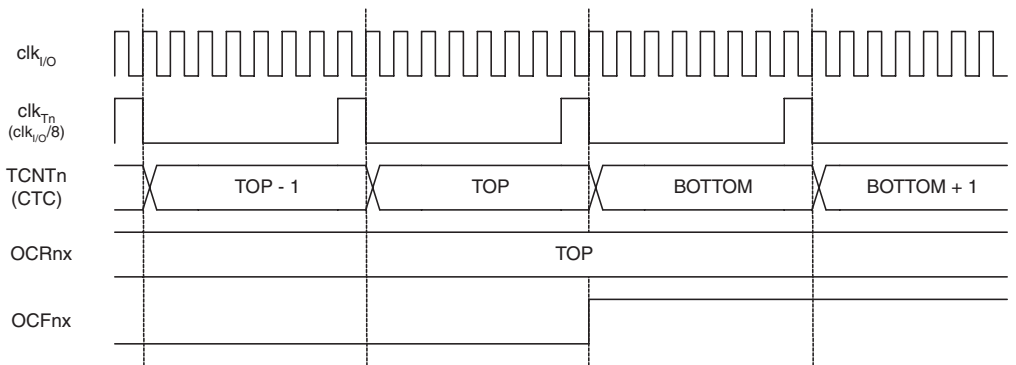 clkI/O
clkTn
(clkI/O/8)
TCNTn
(CTC)
TOP - 1
TOP
BOTTOM
BOTTOM + 1
OCRnx
TOP
OCFnx